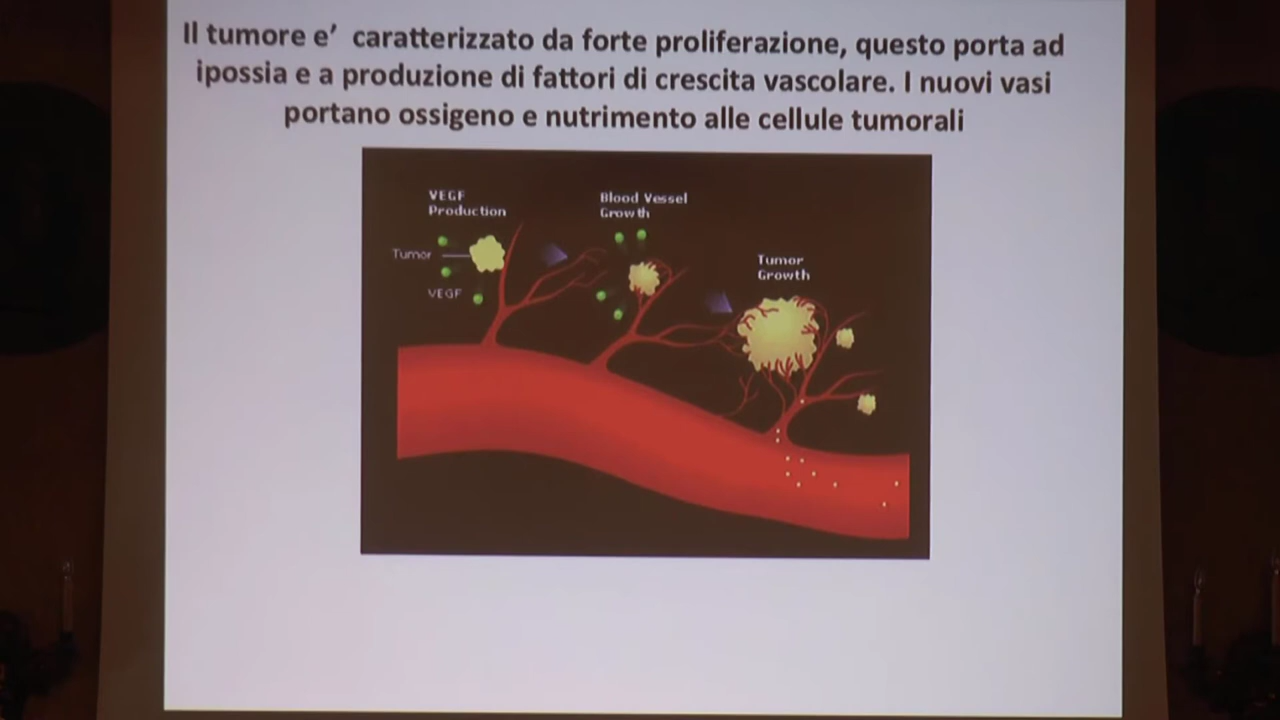 Il tumore e’ caratterizzato da forte proliferazione, questo porta ad
ipossia e a produzione di fattori di crescita vascolare. I nuovi vasi
portano ossigeno e nutrimento alle cellule tumorali
VEGF
Production
Blood Vessel
Growth
Tumor
VEGF
Tumor
Growth